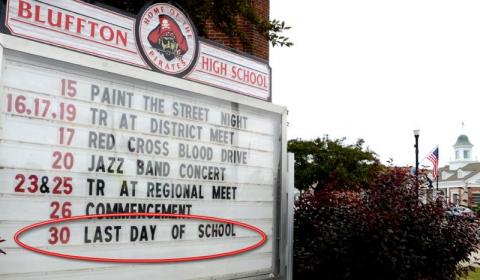 BLUFFTON HIGH SCHOOL
HOME OF THE
PIRATES
15 PAINT THE STREET NIGHT
16.17.19 TR AT DISTRICT MEET
17 RED CROSS BLOOD DRIVE
20 JAZZ BAND CONCERT
23&25 TR AT REGIONAL MEET
26 COMMENCEMENT
30 LAST DAY OF SCHOOL